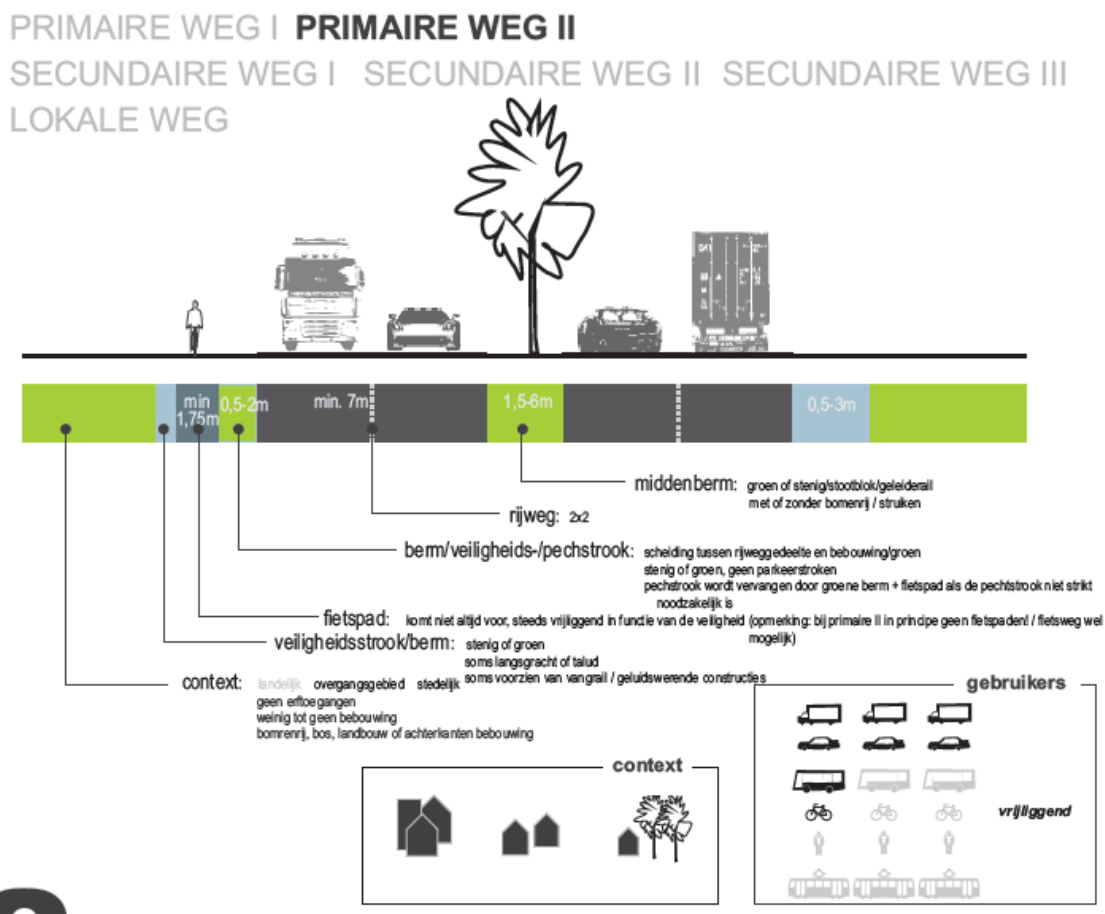 PRIMAIRE WEG I PRIMAIRE WEG II
SECUNDAIRE WEG I SECUNDAIRE WEG II SECUNDAIRE WEG III
LOKALE WEG
min 1,75m
0,5-2m
min. 7m
1,5-6m
0,5-3m
middenberm: groen of stenig/stootblok/geleiderail
met of zonder bomenrij / struiken
rijweg: 2x2
berm/veiligheids-/pechstrook: scheiding tussen rijweggedeelte en bebouwing/groen
stenig of groen, geen parkeerstroken
pechstrook wordt vervangen door groene berm + fietspad als de pechtstrook niet strikt
noodzakelijk is
fietspad: komt niet altijd voor, steeds vrijliggend in functie van de veiligheid (opmerking: bij primaire II in principe geen fietspaden! / fietsweg wel
mogelijk)
veiligheidsstrook/berm: stenig of groen
soms langsgracht of talud
soms voorzien van vangrail / geluidswerende constructies
context: landelijk overgangsgebied stedelijk
geen erftoegangen
weinig tot geen bebouwing
bomrenrij, bos, landbouw of achterkanten bebouwing
gebruikers
vrijliggend
context